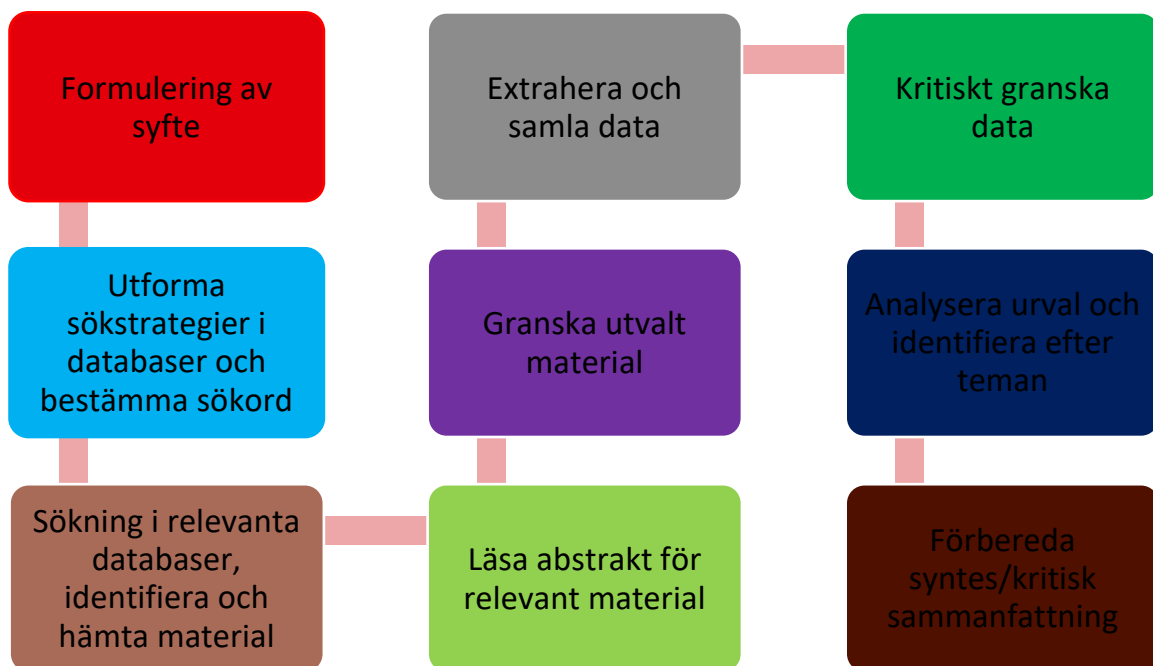 Formulering av
syfte
Utforma
sökstrategier i
databaser och
bestämma sökord
Sökning i relevanta
databaser,
identifiera och
hämta material
Läsa abstrakt för
relevant material
Granska utvalt
material
Extrahera och
samla data
Kritiskt granska
data
Analysera urval och
identifiera efter
teman
Förbereda
syntes/kritisk
sammanfattning